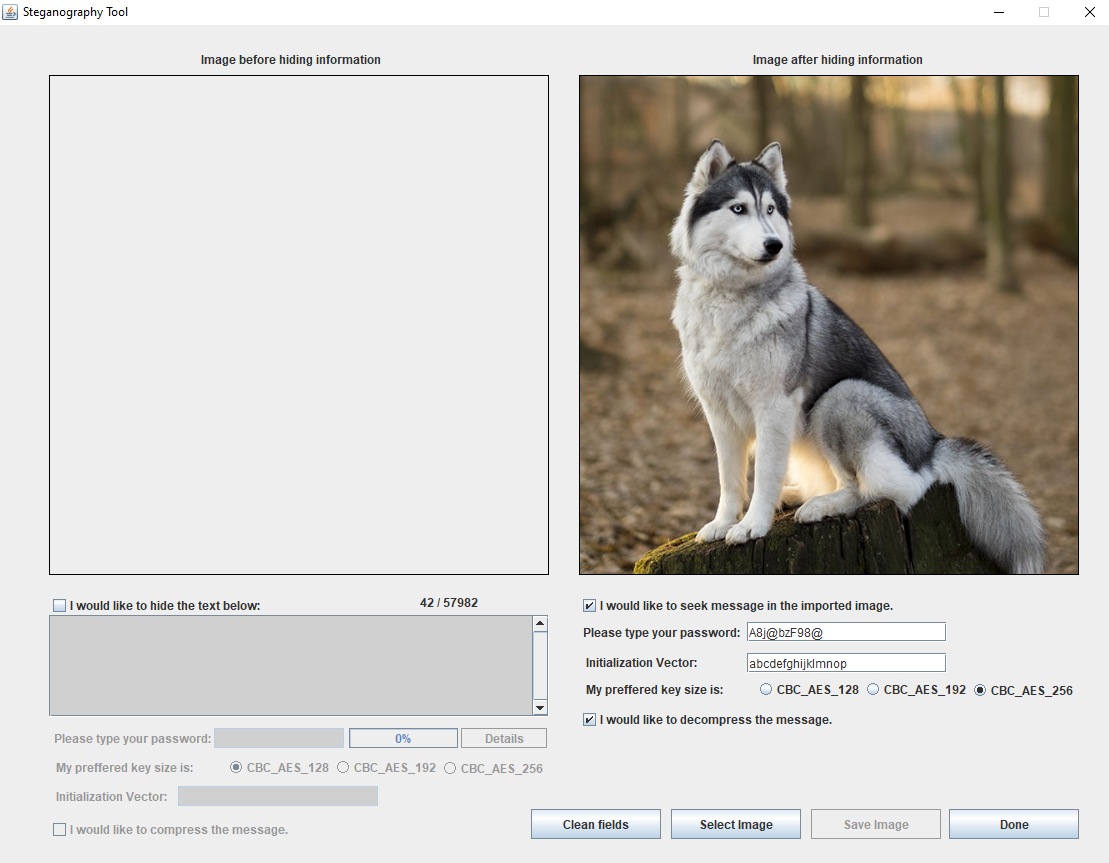 Steganography Tool
Image before hiding information
Image after hiding information
I would like to hide the text below:
42 / 57982
Please type your password:
0%
Details
My preffered key size is:
CBC_AES_128
CBC_AES_192
CBC_AES_256
Initialization Vector:
I would like to compress the message.
I would like to seek message in the imported image.
Please type your password:
A8j@bzF98@
Initialization Vector:
abcdefghijklmnop
My preffered key size is:
CBC_AES_128
CBC_AES_192
CBC_AES_256
I would like to decompress the message.
Clean fields
Select Image
Save Image
Done